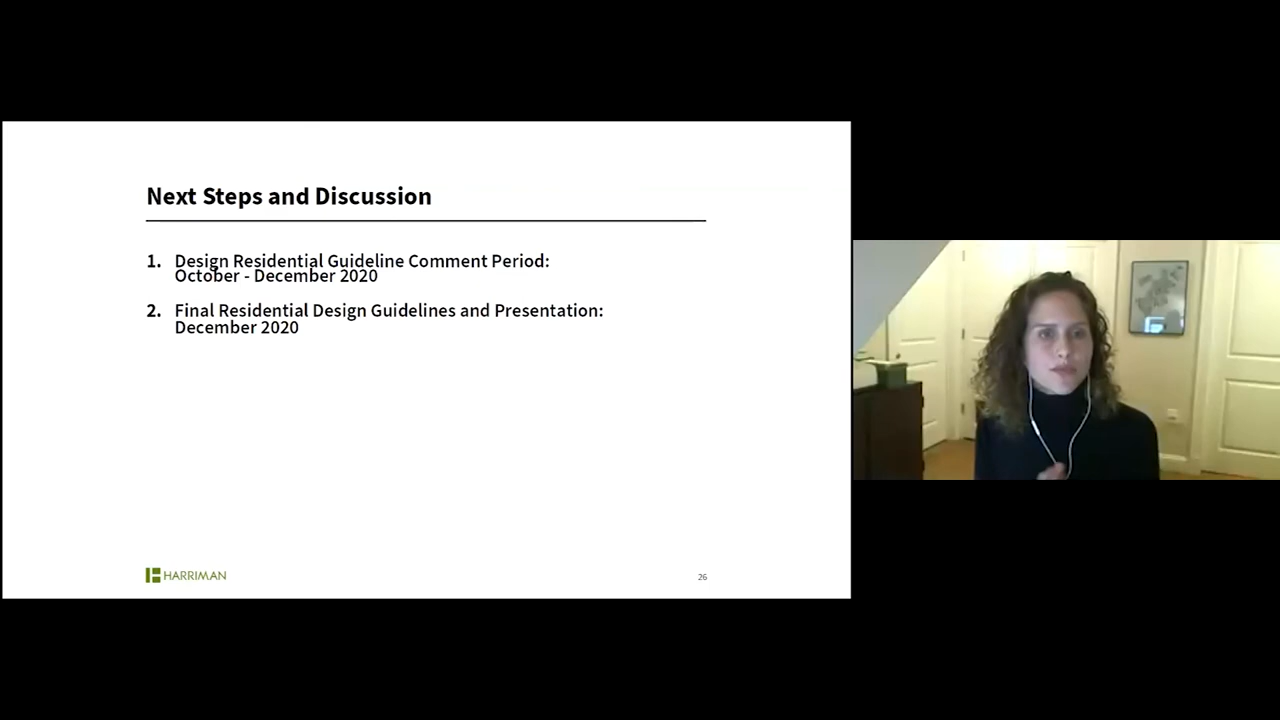 Next Steps and Discussion
1. Design Residential Guideline Comment Period:
October - December 2020
2. Final Residential Design Guidelines and Presentation:
December 2020
HARRIMAN
26